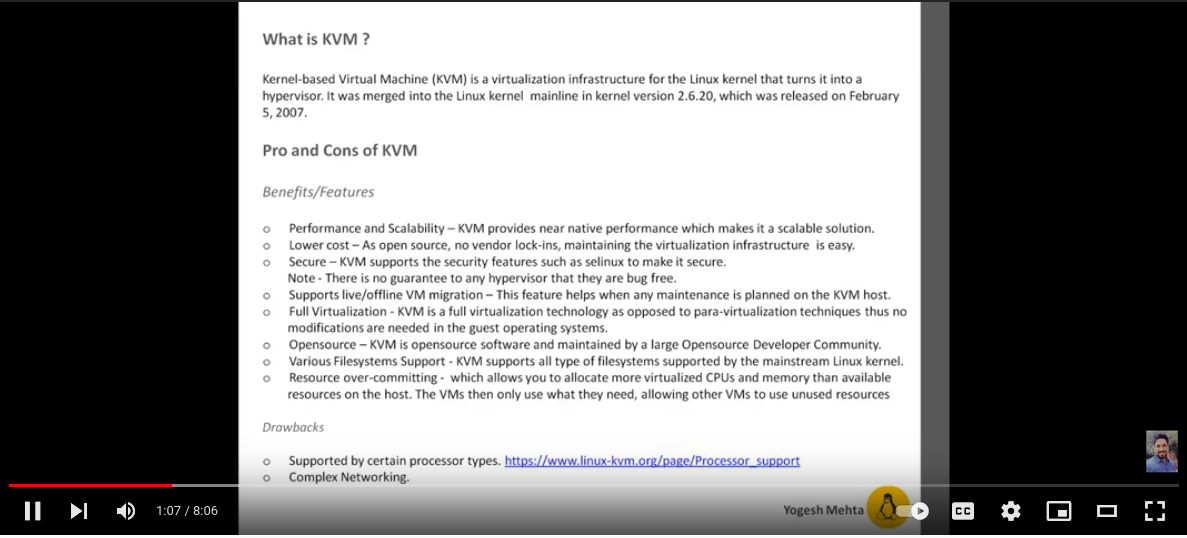 What is KVM ?
Kernel-based Virtual Machine (KVM) is a virtualization infrastructure for the Linux kernel that turns it into a
hypervisor. It was merged into the Linux kernel mainline in kernel version 2.6.20, which was released on February
5, 2007.
Pro and Cons of KVM
Benefits/Features
o Performance and Scalability – KVM provides near native performance which makes it a scalable solution.
o Lower cost – As open source, no vendor lock-ins, maintaining the virtualization infrastructure is easy.
o Secure – KVM supports the security features such as selinux to make it secure.
Note - There is no guarantee to any hypervisor that they are bug free.
o Supports live/offline VM migration – This feature helps when any maintenance is planned on the KVM host.
o Full Virtualization - KVM is a full virtualization technology as opposed to para-virtualization techniques thus no
modifications are needed in the guest operating systems.
o Opensource – KVM is opensource software and maintained by a large Opensource Developer Community.
o Various Filesystems Support - KVM supports all type of filesystems supported by the mainstream Linux kernel.
o Resource over-committing - which allows you to allocate more virtualized CPUs and memory than available
resources on the host. The VMs then only use what they need, allowing other VMs to use unused resources
Drawbacks
o Supported by certain processor types. https://www.linux-kvm.org/page/Processor_support
o Complex Networking.
Yogesh Mehta
1:07 / 8:06
CC